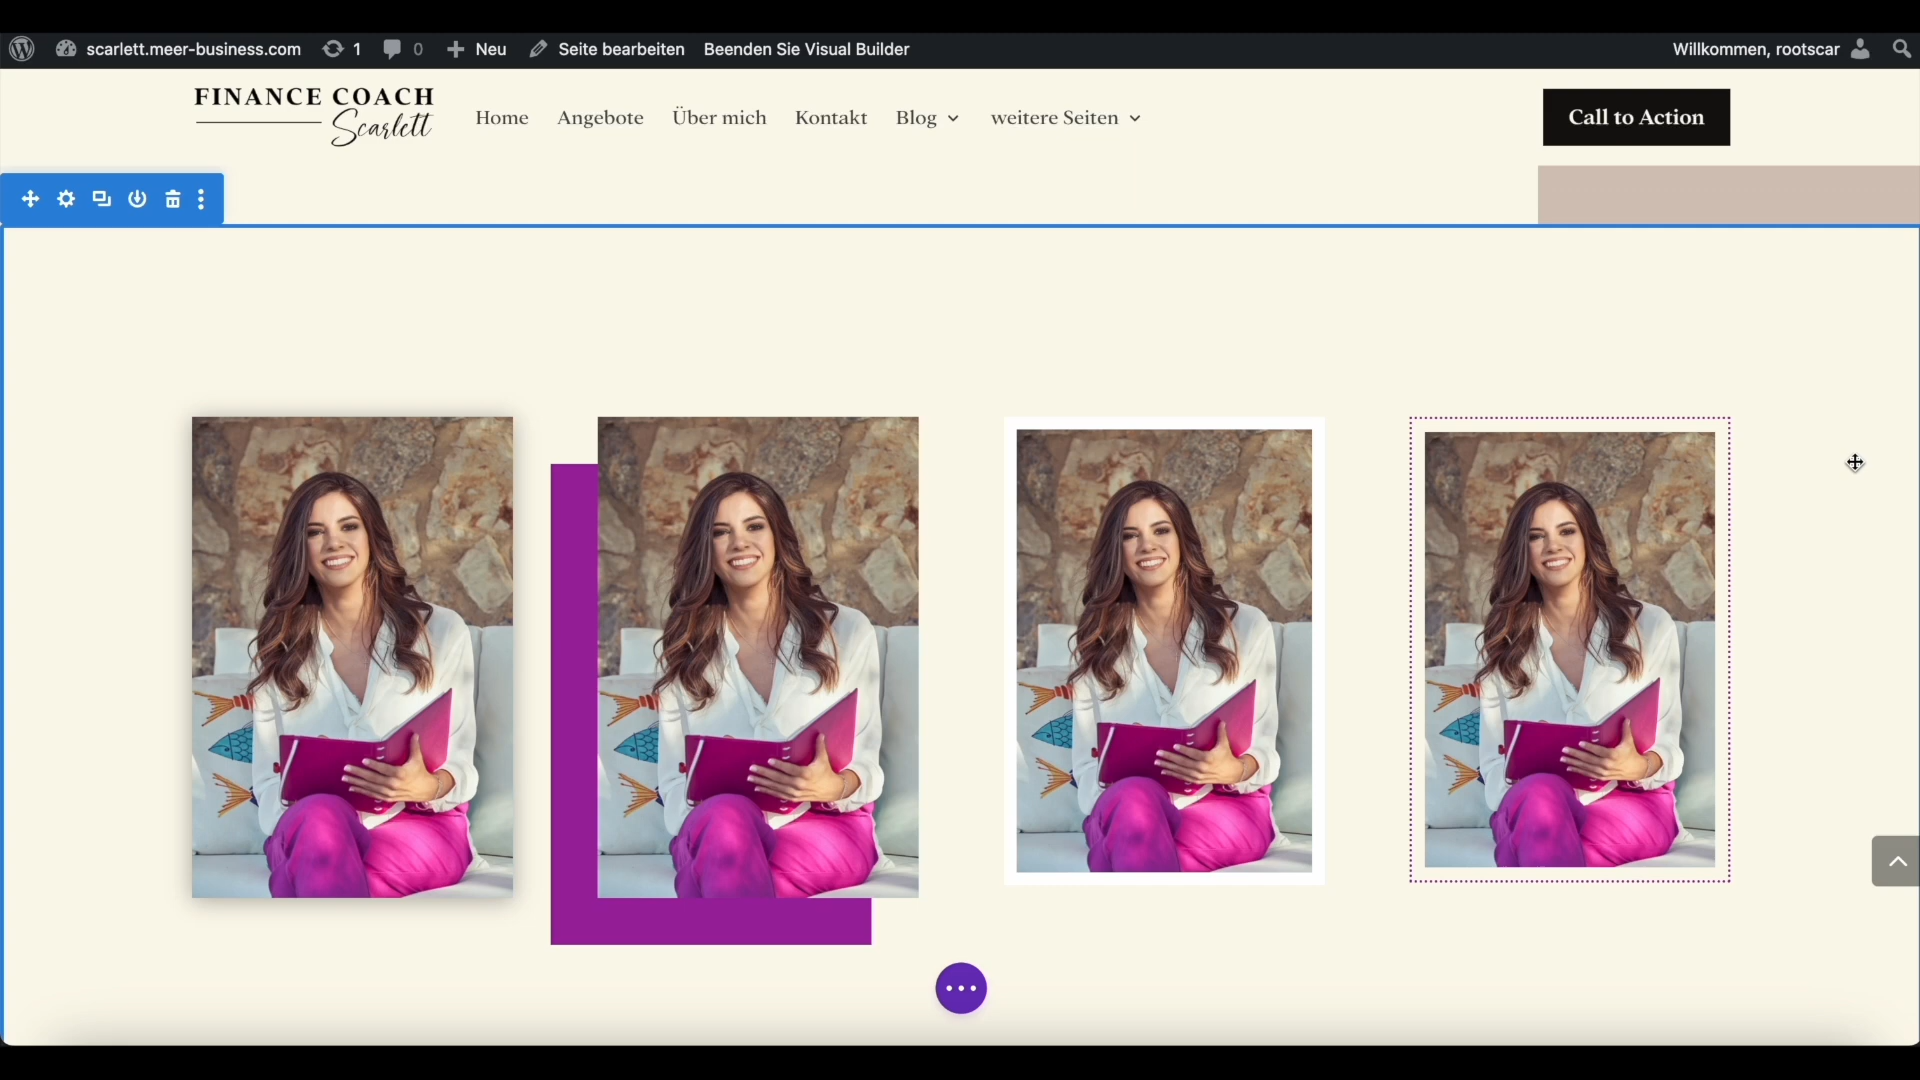 scarlett.meer-business.com 1 0 Neu Seite bearbeiten Beenden Sie Visual Builder Willkommen, rootscar
FINANCE COACH
Scarlett
Home Angebote Über mich Kontakt Blog weitere Seiten Call to Action